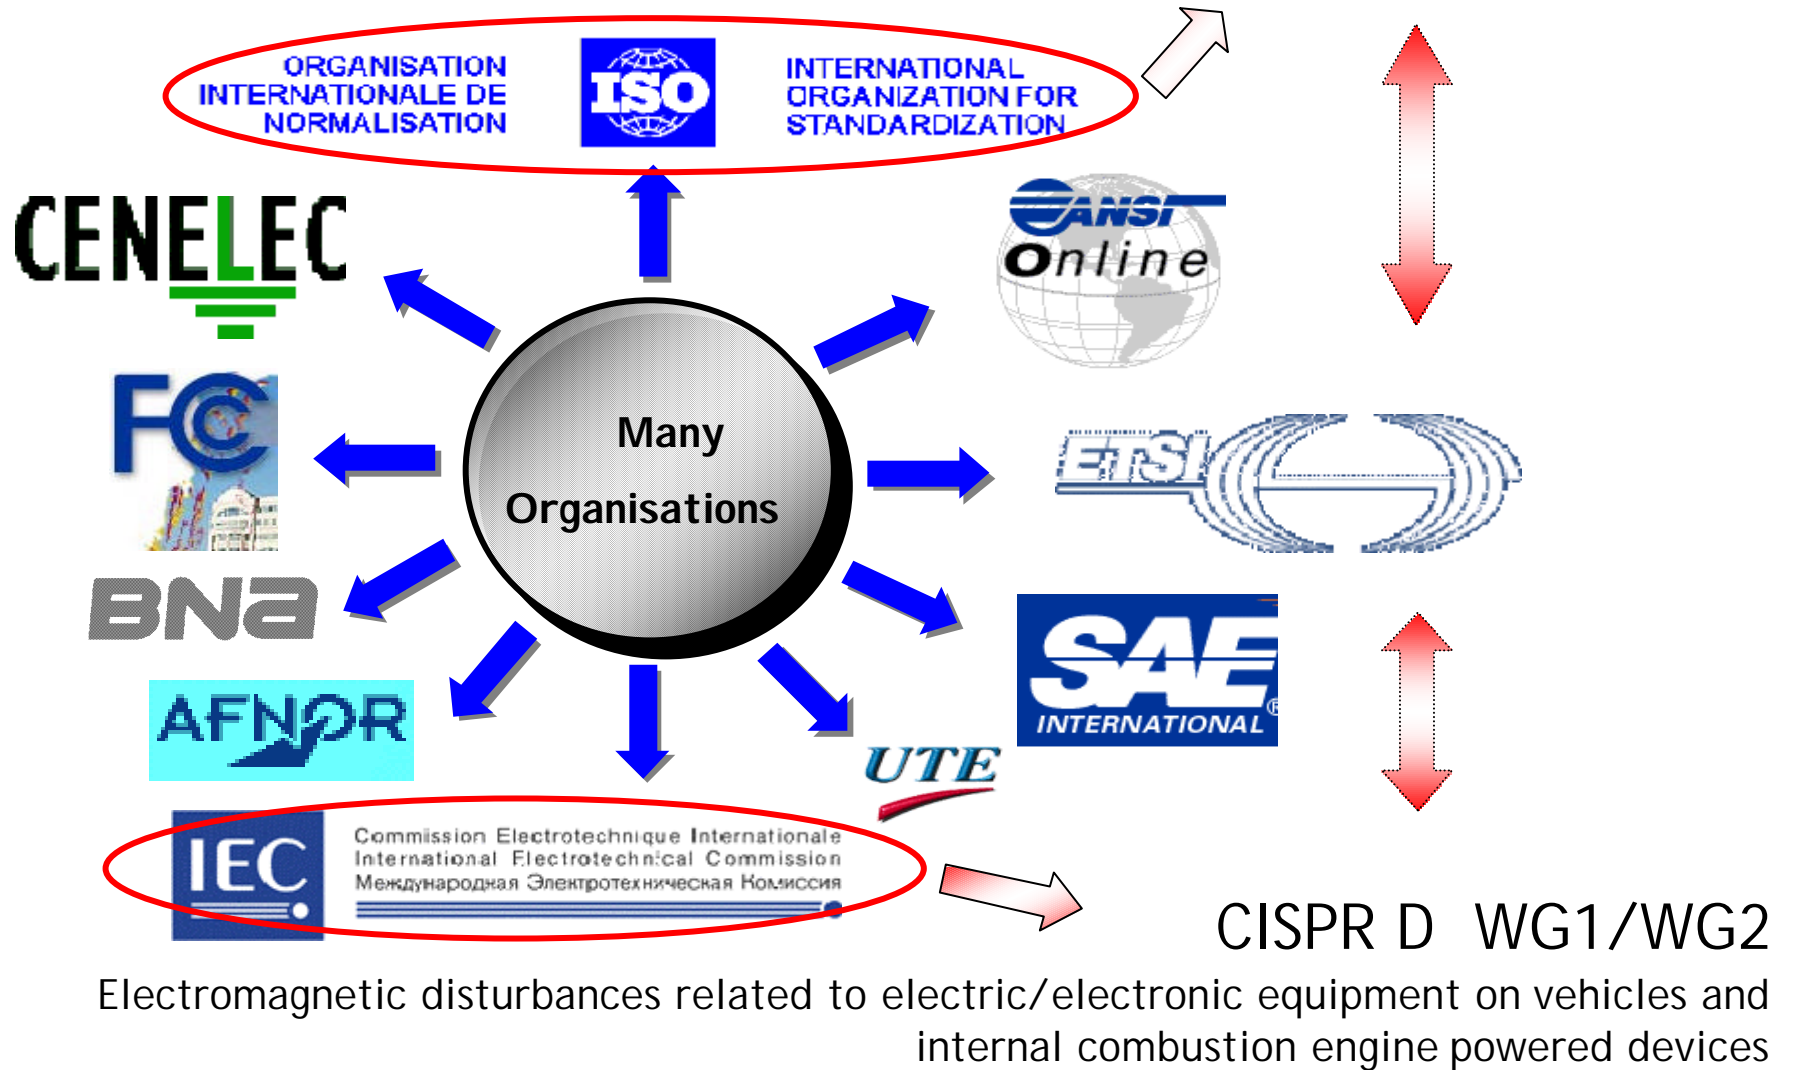 ORGANISATION
INTERNATIONALE DE
NORMALISATION
ISO
INTERNATIONAL
ORGANIZATION FOR
STANDARDIZATION
CENELEC
ANSI
Online
FCC
Many
Organisations
ETSI
BNa
SAE
INTERNATIONAL®
AFNOR
UTE
IEC
Commission Electrotechnique Internationale
International Electrotechnical Commission
Международная Электротехническая Комиссия
CISPR D WG1/WG2
Electromagnetic disturbances related to electric/electronic equipment on vehicles and
internal combustion engine powered devices